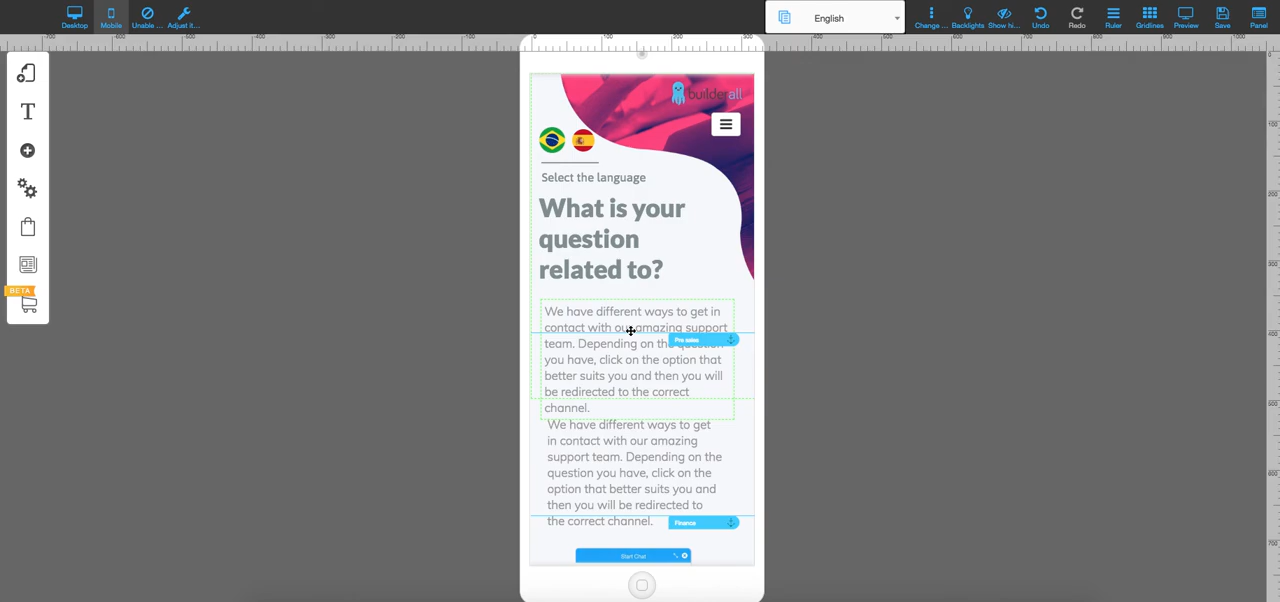 Desktop
Mobile
Unable ...
Adjust it...
English
Change ...
Backlights
Show hi...
Undo
Redo
Ruler
Gridlines
Preview
Save
Panel
BETA
builderall
Select the language
What is your
question
related to?
We have different ways to get in
contact with our amazing support
team. Depending on the question
Pre sales
you have, click on the option that
better suits you and then you will
be redirected to the correct
channel.
We have different ways to get
in contact with our amazing
support team. Depending on the
question you have, click on the
option that better suits you and
then you will be redirected to
the correct channel.
Finance
Start Chat